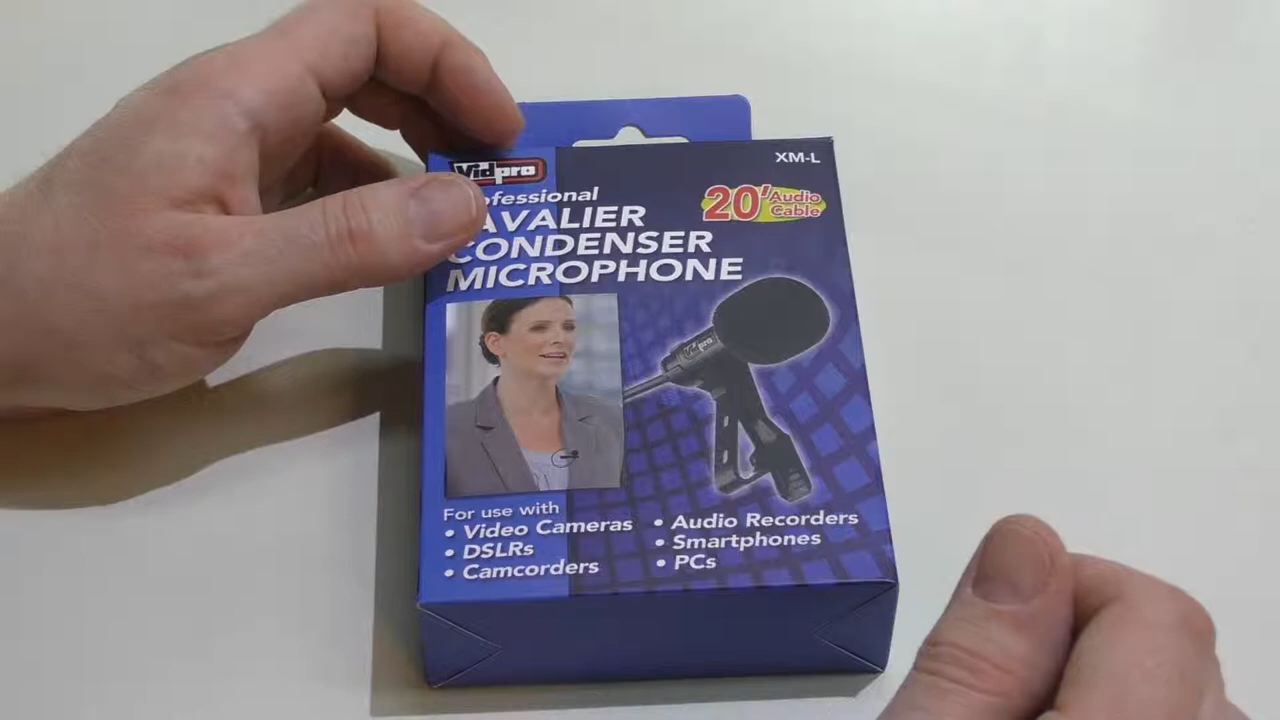 Vidpro
XM-L
ofessional
20' Audio
Cable
AVALIER
CONDENSER
MICROPHONE
Vidpro
For use with
• Video Cameras
• DSLRs
• Camcorders
• Audio Recorders
• Smartphones
• PCs